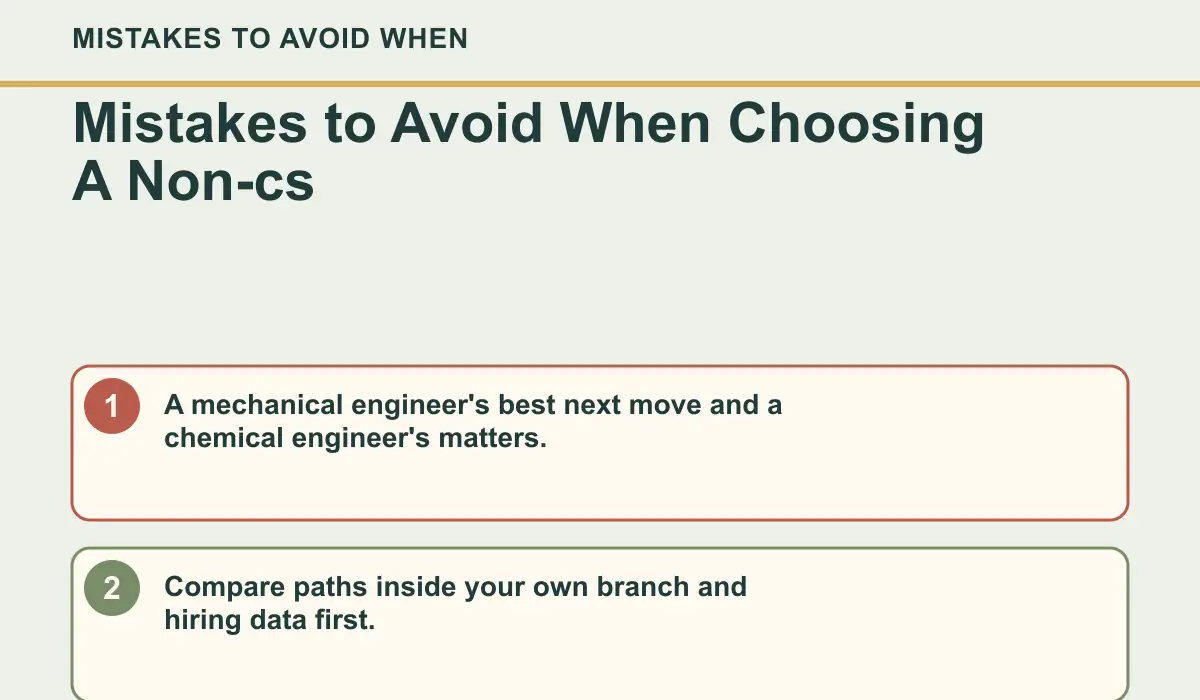 MISTAKES TO AVOID WHEN
Mistakes to Avoid When Choosing
A Non-cs
1
A mechanical engineer's best next move and a
chemical engineer's matters.
2
Compare paths inside your own branch and
hiring data first.